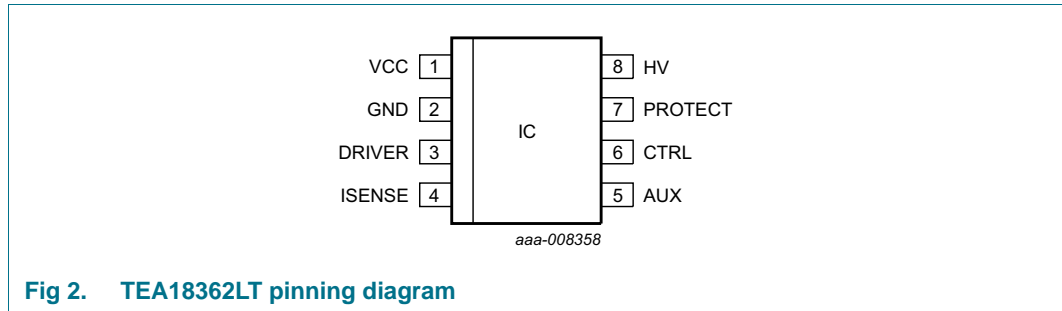 VCC 1 8 HV
GND 2 7 PROTECT
IC
DRIVER 3 6 CTRL
ISENSE 4 5 AUX
aaa-008358
Fig 2. TEA18362LT pinning diagram